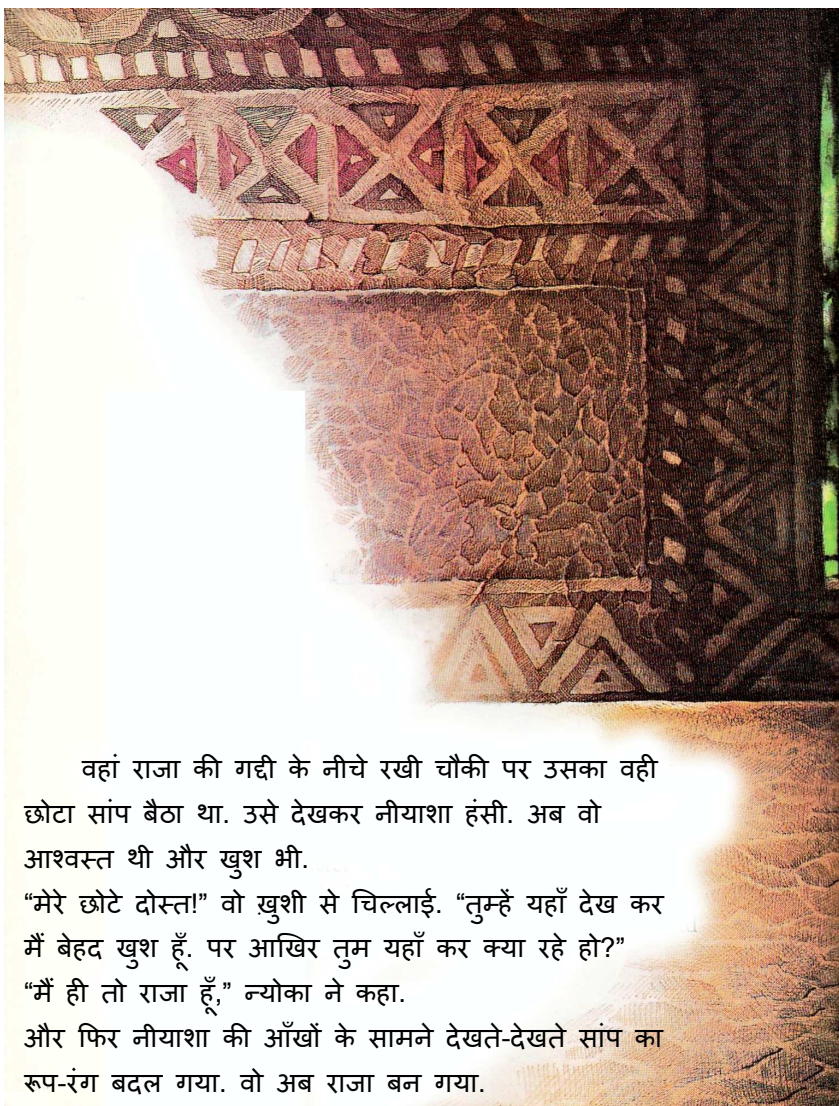 वहां राजा की गद्दी के नीचे रखी चौकी पर उसका वही
छोटा सांप बैठा था. उसे देखकर नीयाशा हंसी. अब वो
आश्वस्त थी और खुश भी.
“मेरे छोटे दोस्त!” वो ख़ुशी से चिल्लाई. “तुम्हें यहाँ देख कर
मैं बेहद खुश हूँ. पर आखिर तुम यहाँ कर क्या रहे हो?”
“मैं ही तो राजा हूँ,” न्योका ने कहा.
और फिर नीयाशा की आँखों के सामने देखते-देखते सांप का
रूप-रंग बदल गया. वो अब राजा बन गया.